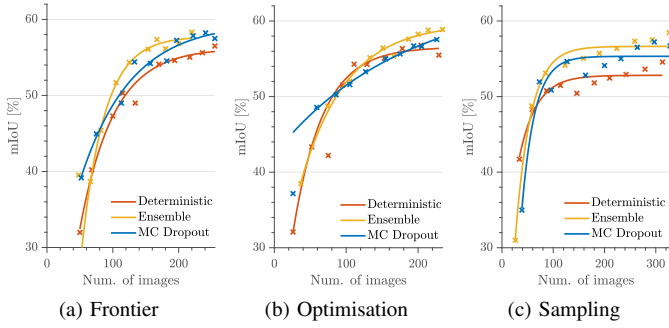 60
50
40
30
mIoU [%]
0
100
200
Num. of images
Deterministic
Ensemble
MC Dropout
(a) Frontier
60
50
40
30
mIoU [%]
0
100
200
Num. of images
Deterministic
Ensemble
MC Dropout
(b) Optimisation
60
50
40
30
mIoU [%]
0
100
200
300
Num. of images
Deterministic
Ensemble
MC Dropout
(c) Sampling